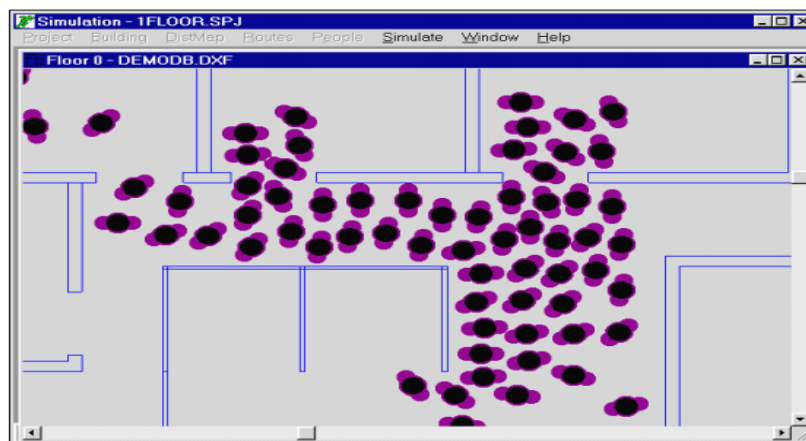 Simulation - 1FLOOR.SPJ
Project Building DistMap Routes People Simulate Window Help
Floor 0 - DEMODB.DXF